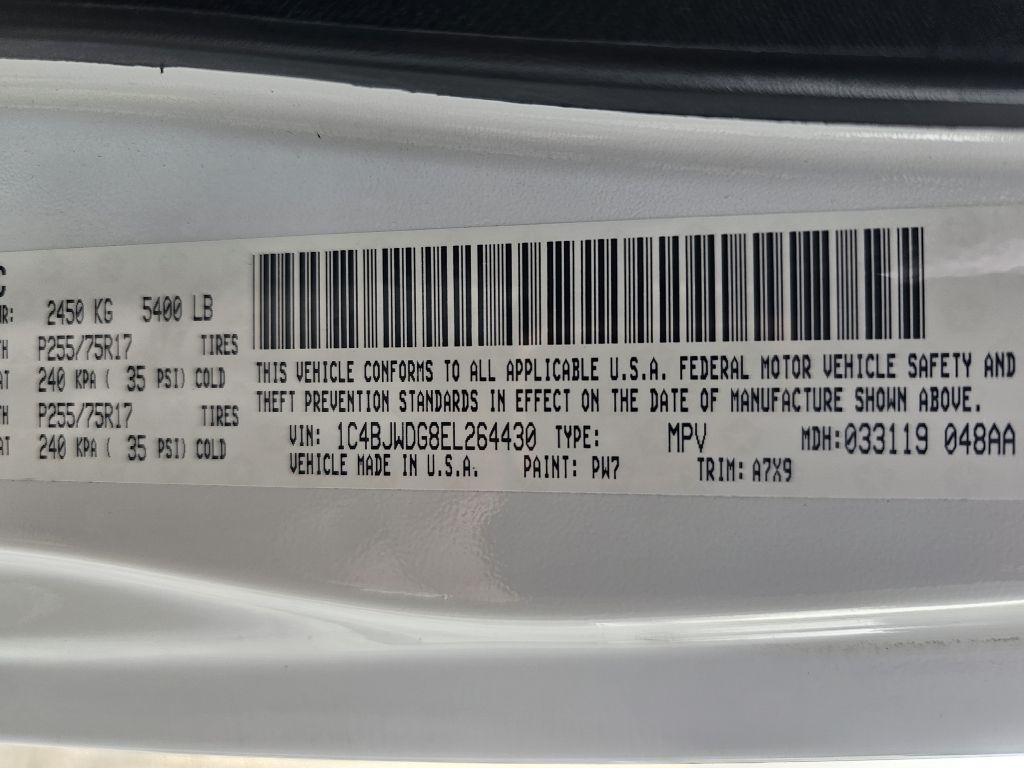 C
WR: 2450 KG 5400 LB
TH P255/75R17 TIRES
AT 240 KPA ( 35 PSI) COLD
TH P255/75R17 TIRES
AT 240 KPA ( 35 PSI) COLD
THIS VEHICLE CONFORMS TO ALL APPLICABLE U.S.A. FEDERAL MOTOR VEHICLE SAFETY AND
THEFT PREVENTION STANDARDS IN EFFECT ON THE DATE OF MANUFACTURE SHOWN ABOVE.
VIN: 1C4BJWDG8EL264430 TYPE: MPV MDH:033119 048AA
VEHICLE MADE IN U.S.A. PAINT: PW7 TRIM: A7X9